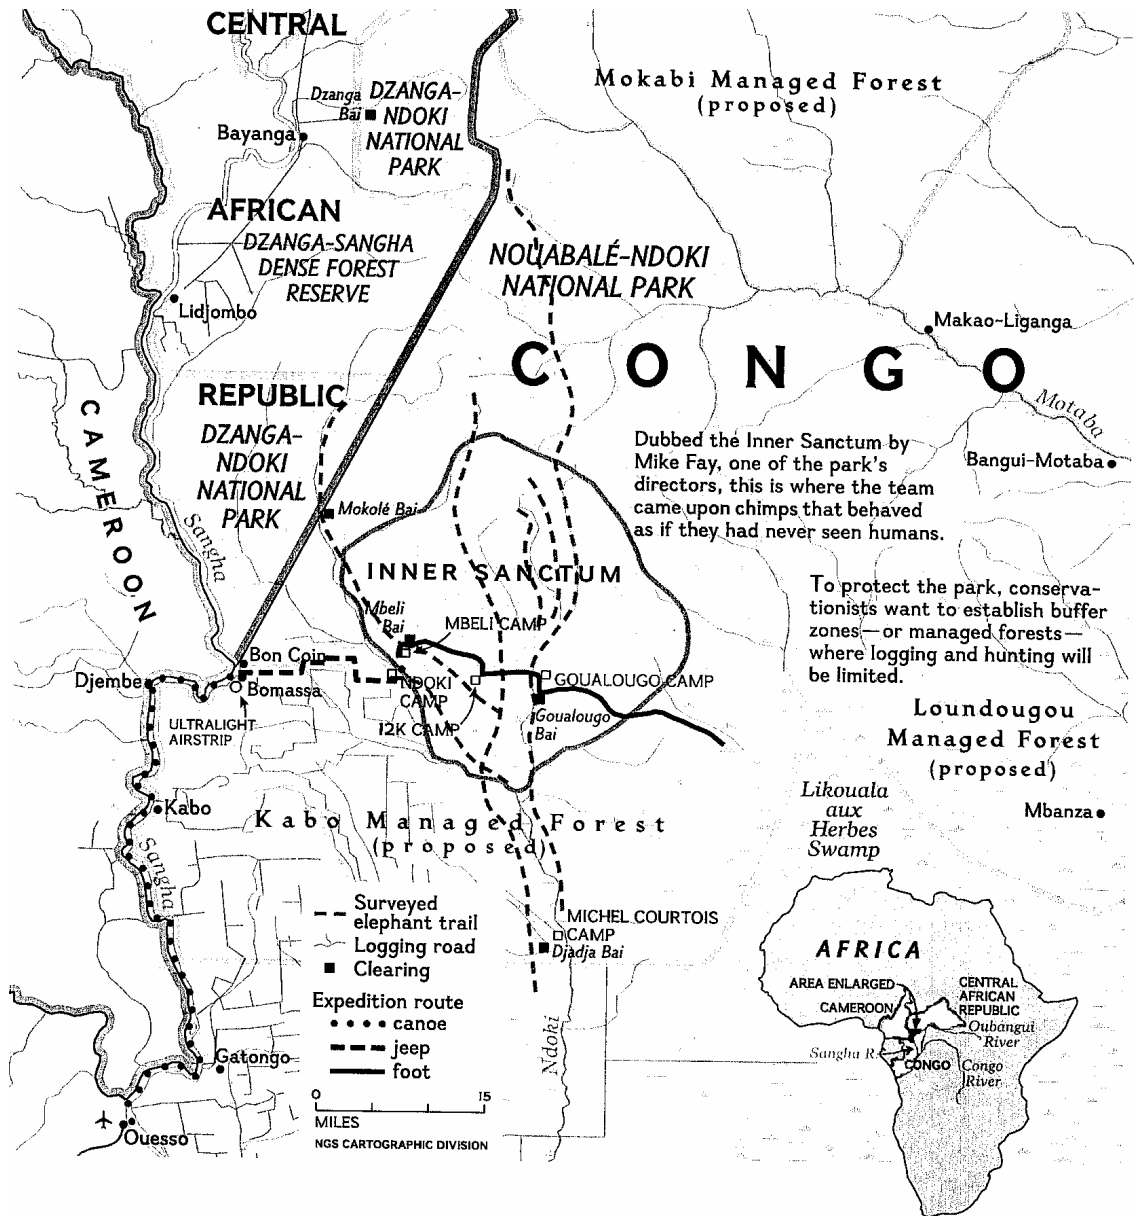 CENTRAL
AFRICAN
REPUBLIC
Dzanga
Bai
DZANGA-
NDOKI
NATIONAL
PARK
Bayanga
DZANGA-SANGHA
DENSE FOREST
RESERVE
Lidjombo
DZANGA-
NDOKI
NATIONAL
PARK
CAMEROON
Sangha
Mokabi Managed Forest
(proposed)
NOUABALÉ-NDOKI
NATIONAL PARK
CONGO
Makao-Liganga
Motaba
Bangui-Motaba
Dubbed the Inner Sanctum by
Mike Fay, one of the park's
directors, this is where the team
came upon chimps that behaved
as if they had never seen humans.
Mokolé Bai
INNER SANCTUM
Mbeli
Bai
MBELI CAMP
To protect the park, conserva-
tionists want to establish buffer
zones—or managed forests—
where logging and hunting will
be limited.
Bon Coin
Djembe
Bomassa
ULTRALIGHT
AIRSTRIP
NDOKI
CAMP
12K CAMP
GOUALOUGO CAMP
Goualougo
Bai
Loundougou
Managed Forest
(proposed)
Likouala
aux
Herbes
Swamp
Mbanza
Kabo
Kabo Managed Forest
(proposed)
Sangha
MICHEL COURTOIS
CAMP
Djadja Bai
Ndoki
Gatongo
Ouesso
Surveyed
elephant trail
Logging road
Clearing
Expedition route
canoe
jeep
foot
0 15
MILES
NGS CARTOGRAPHIC DIVISION
AFRICA
AREA ENLARGED
CAMEROON
CENTRAL
AFRICAN
REPUBLIC
Oubangui
River
Sangha R.
CONGO
Congo
River